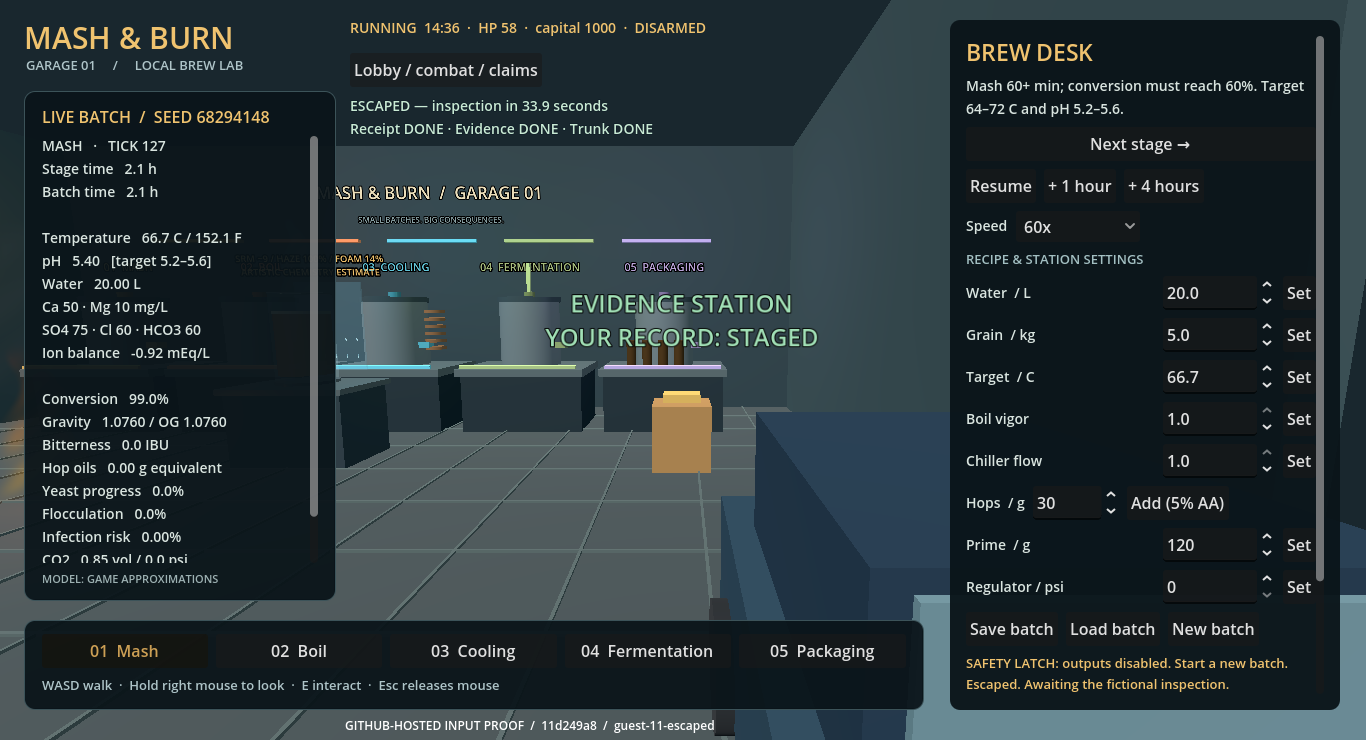 MASH & BURN
GARAGE 01 / LOCAL BREW LAB
RUNNING 14:36 · HP 58 · capital 1000 · DISARMED
Lobby / combat / claims
ESCAPED — inspection in 33.9 seconds
Receipt DONE · Evidence DONE · Trunk DONE
LIVE BATCH / SEED 68294148
MASH · TICK 127
Stage time 2.1 h
Batch time 2.1 h
Temperature 66.7 C / 152.1 F
pH 5.40 [target 5.2–5.6]
Water 20.00 L
Ca 50 · Mg 10 mg/L
SO4 75 · Cl 60 · HCO3 60
Ion balance -0.92 mEq/L
Conversion 99.0%
Gravity 1.0760 / OG 1.0760
Bitterness 0.0 IBU
Hop oils 0.00 g equivalent
Yeast progress 0.0%
Flocculation 0.0%
Infection risk 0.00%
CO2 0.85 vol / 0.0 psi
MODEL: GAME APPROXIMATIONS
MASH & BURN / GARAGE 01
SMALL BATCHES. BIG CONSEQUENCES.
FOAM 14%
ESTIMATE
03 COOLING
04 FERMENTATION
05 PACKAGING
EVIDENCE STATION
YOUR RECORD: STAGED
BREW DESK
Mash 60+ min; conversion must reach 60%. Target
64–72 C and pH 5.2–5.6.
Next stage →
Resume + 1 hour + 4 hours
Speed 60x
RECIPE & STATION SETTINGS
Water / L 20.0 Set
Grain / kg 5.0 Set
Target / C 66.7 Set
Boil vigor 1.0 Set
Chiller flow 1.0 Set
Hops / g 30 Add (5% AA)
Prime / g 120 Set
Regulator / psi 0 Set
Save batch Load batch New batch
SAFETY LATCH: outputs disabled. Start a new batch.
Escaped. Awaiting the fictional inspection.
01 Mash 02 Boil 03 Cooling 04 Fermentation 05 Packaging
WASD walk · Hold right mouse to look · E interact · Esc releases mouse
GITHUB-HOSTED INPUT PROOF / 11d249a8 / guest-11-escaped